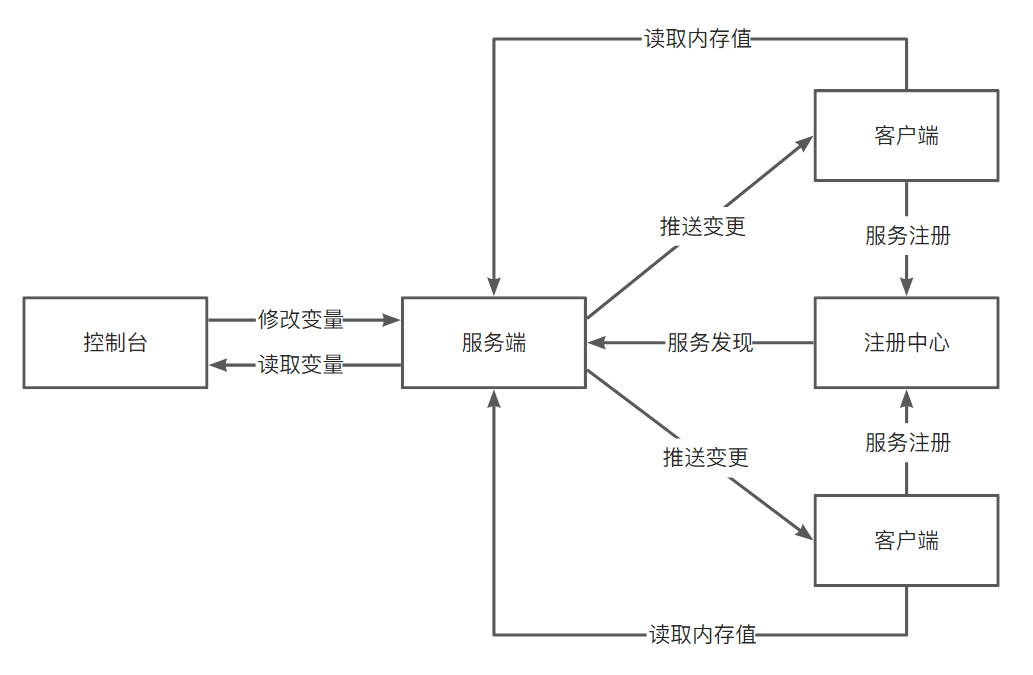 读取内存值
客户端
推送变更
服务注册
控制台
修改变量
读取变量
服务端
服务发现
注册中心
推送变更
服务注册
客户端
读取内存值